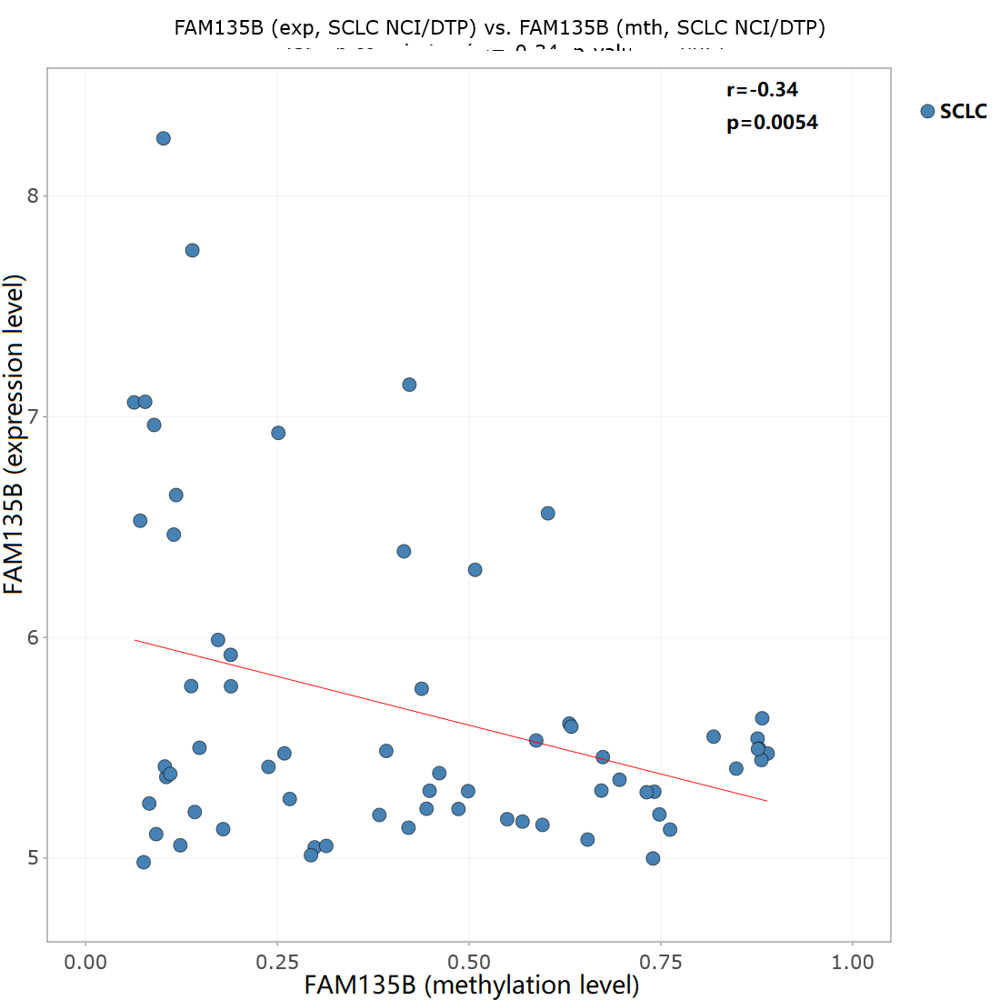 FAM135B (exp, SCLC NCI/DTP) vs. FAM135B (mth, SCLC NCI/DTP)
r=-0.34
p=0.0054
SCLC
FAM135B (expression level)
8
7
6
5
0.00 0.25 0.50 0.75 1.00
FAM135B (methylation level)